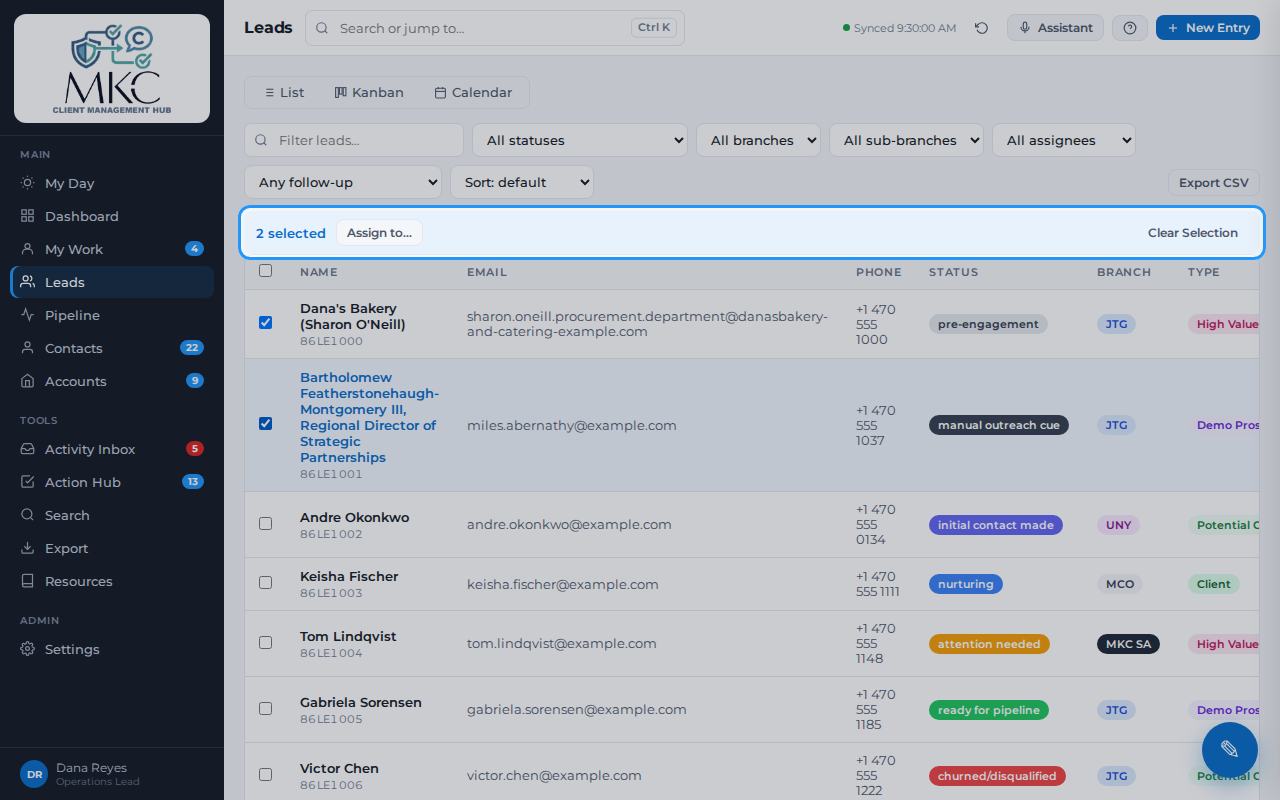 MKC
CLIENT MANAGEMENT HUB
MAIN
My Day
Dashboard
My Work 4
Leads
Pipeline
Contacts 22
Accounts 9
TOOLS
Activity Inbox 5
Action Hub 13
Search
Export
Resources
ADMIN
Settings
DR
Dana Reyes
Operations Lead
Leads
Search or jump to...
Ctrl K
Synced 9:30:00 AM
Assistant
New Entry
List
Kanban
Calendar
Filter leads...
All statuses
All branches
All sub-branches
All assignees
Any follow-up
Sort: default
Export CSV
2 selected
Assign to...
Clear Selection
NAME EMAIL PHONE STATUS BRANCH TYPE
Dana's Bakery
(Sharon O'Neill)
86LE1000
sharon.oneill.procurement.department@danasbakery-
and-catering-example.com
+1 470
555
1000
pre-engagement
JTG
High Value
Bartholomew
Featherstonehaugh-
Montgomery III,
Regional Director of
Strategic
Partnerships
86LE1001
miles.abernathy@example.com
+1 470
555
1037
manual outreach cue
JTG
Demo Pros
Andre Okonkwo
86LE1002
andre.okonkwo@example.com
+1 470
555
0134
initial contact made
UNY
Potential C
Keisha Fischer
86LE1003
keisha.fischer@example.com
+1 470
555 1111
nurturing
MCO
Client
Tom Lindqvist
86LE1004
tom.lindqvist@example.com
+1 470
555
1148
attention needed
MKC SA
High Value
Gabriela Sorensen
86LE1005
gabriela.sorensen@example.com
+1 470
555
1185
ready for pipeline
JTG
Demo Pros
Victor Chen
86LE1006
victor.chen@example.com
+1 470
555
1222
churned/disqualified
JTG
Potential C